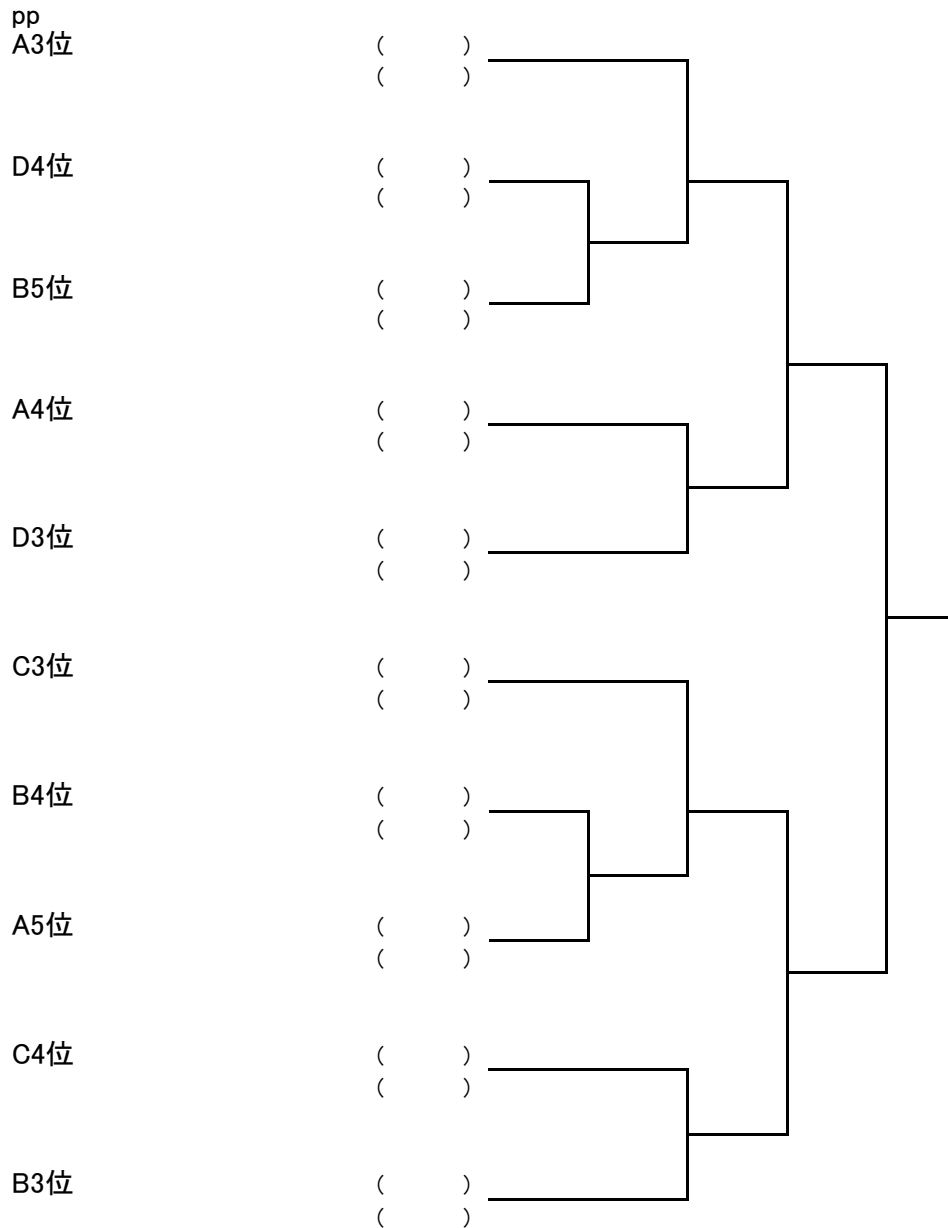 pp
A3位 ( )
( )
D4位 ( )
( )
B5位 ( )
( )
A4位 ( )
( )
D3位 ( )
( )
C3位 ( )
( )
B4位 ( )
( )
A5位 ( )
( )
C4位 ( )
( )
B3位 ( )
( )